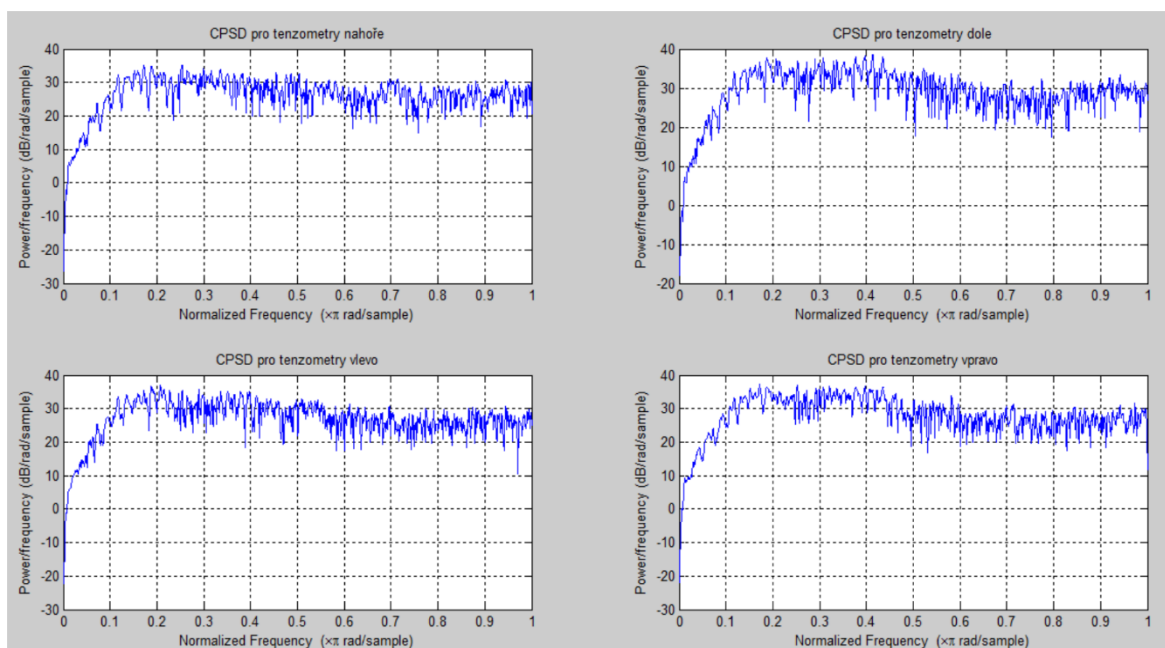 CPSD pro tenzometry nahoře
Power/frequency (dB/rad/sample)
40
30
20
10
0
-10
-20
-30
0 0.1 0.2 0.3 0.4 0.5 0.6 0.7 0.8 0.9 1
Normalized Frequency (×π rad/sample)
CPSD pro tenzometry dole
Power/frequency (dB/rad/sample)
40
30
20
10
0
-10
-20
0 0.1 0.2 0.3 0.4 0.5 0.6 0.7 0.8 0.9 1
Normalized Frequency (×π rad/sample)
CPSD pro tenzometry vlevo
Power/frequency (dB/rad/sample)
40
30
20
10
0
-10
-20
-30
0 0.1 0.2 0.3 0.4 0.5 0.6 0.7 0.8 0.9 1
Normalized Frequency (×π rad/sample)
CPSD pro tenzometry vpravo
Power/frequency (dB/rad/sample)
40
30
20
10
0
-10
-20
-30
0 0.1 0.2 0.3 0.4 0.5 0.6 0.7 0.8 0.9 1
Normalized Frequency (×π rad/sample)